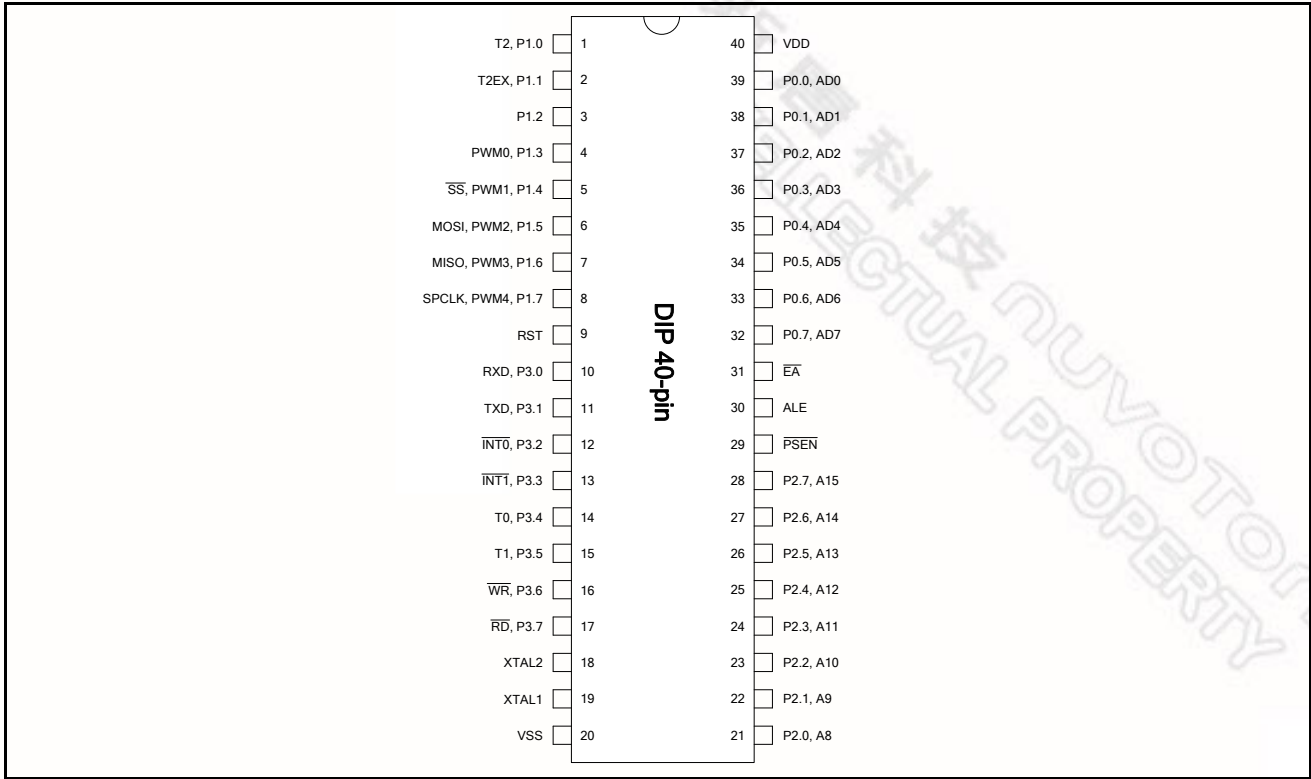 T2, P1.0 1 40 VDD
T2EX, P1.1 2 39 P0.0, AD0
P1.2 3 38 P0.1, AD1
PWM0, P1.3 4 37 P0.2, AD2
SS, PWM1, P1.4 5 36 P0.3, AD3
MOSI, PWM2, P1.5 6 35 P0.4, AD4
MISO, PWM3, P1.6 7 34 P0.5, AD5
SPCLK, PWM4, P1.7 8 33 P0.6, AD6
RST 9 32 P0.7, AD7
RXD, P3.0 10 31 EA
TXD, P3.1 11 30 ALE
INT0, P3.2 12 29 PSEN
INT1, P3.3 13 28 P2.7, A15
T0, P3.4 14 27 P2.6, A14
T1, P3.5 15 26 P2.5, A13
WR, P3.6 16 25 P2.4, A12
RD, P3.7 17 24 P2.3, A11
XTAL2 18 23 P2.2, A10
XTAL1 19 22 P2.1, A9
VSS 20 21 P2.0, A8
DIP 40-pin
科技 nuvoTon
PROPERTY